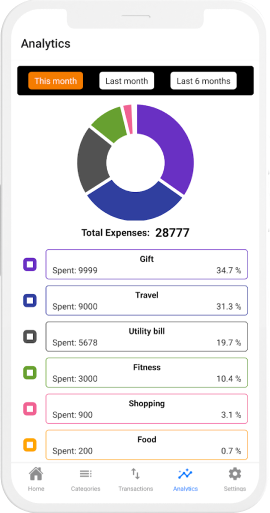 Analytics
This month Last month Last 6 months
Total Expenses: 28777
Gift
Spent: 9999 34.7 %
Travel
Spent: 9000 31.3 %
Utility bill
Spent: 5678 19.7 %
Fitness
Spent: 3000 10.4 %
Shopping
Spent: 900 3.1 %
Food
Spent: 200 0.7 %
Home Categories Transactions Analytics Settings